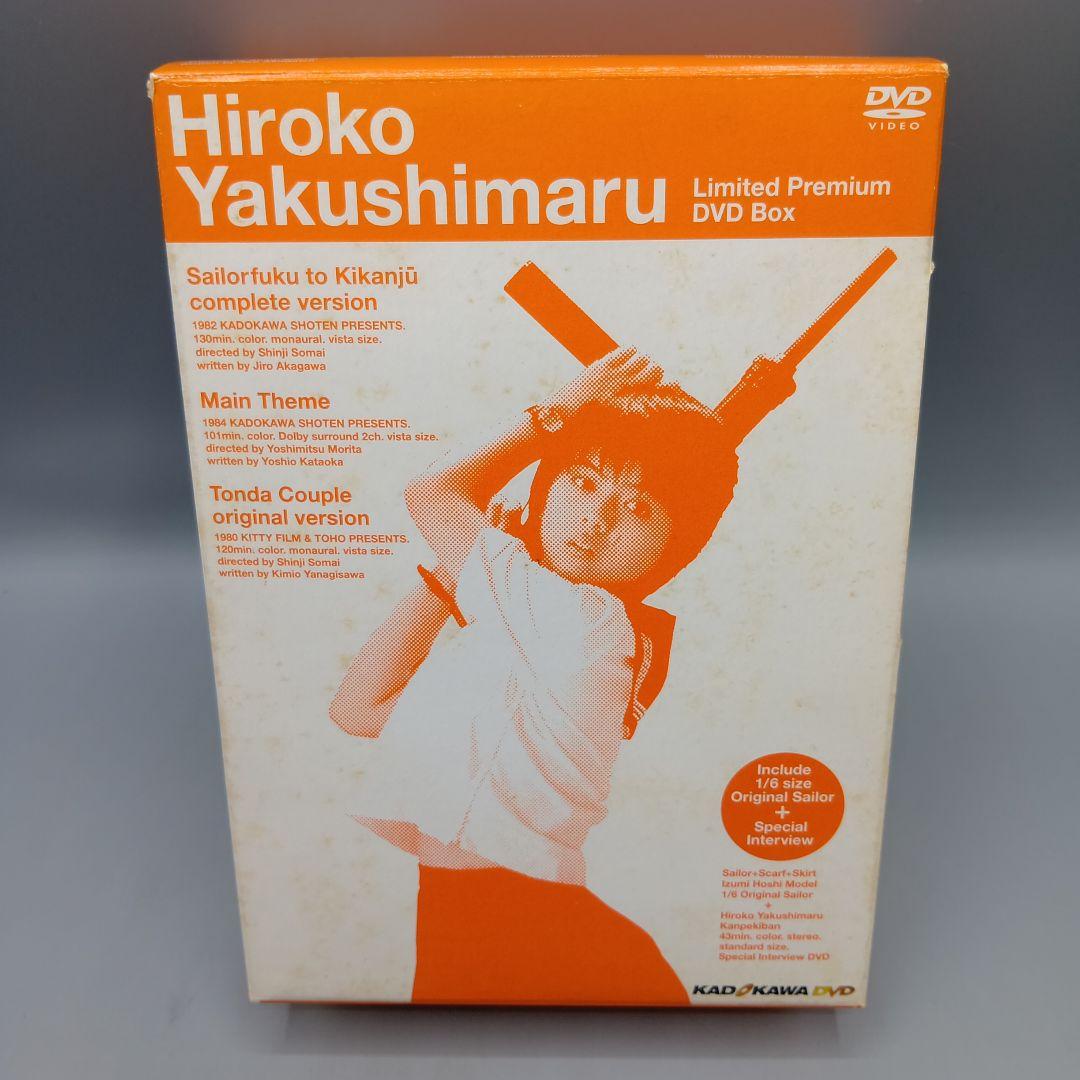 Hiroko
Yakushimaru
Limited Premium
DVD Box
DVD
VIDEO
Sailorfuku to Kikanjū
complete version
1982 KADOKAWA SHOTEN PRESENTS.
130min. color. monaural. vista size.
directed by Shinji Somai
written by Jiro Akagawa
Main Theme
1984 KADOKAWA SHOTEN PRESENTS.
101min. color. Dolby surround 2ch. vista size.
directed by Yoshimitsu Morita
written by Yoshio Kataoka
Tonda Couple
original version
1980 KITTY FILM & TOHO PRESENTS.
120min. color. monaural. vista size.
directed by Shinji Somai
written by Kimio Yanagisawa
Include
1/6 size
Original Sailor
+
Special
Interview
Sailor+Scarf+Skirt
Izumi Hoshi Model
1/6 Original Sailor
+
Hiroko Yakushimaru
Kanpekiban
43min. color. stereo.
standard size.
Special Interview DVD
KADOKAWA DVD